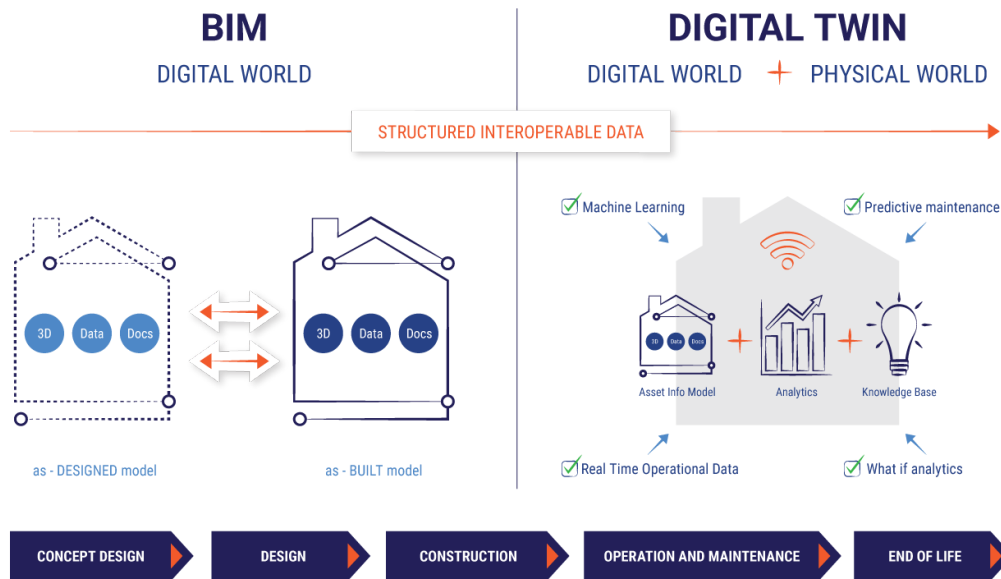 BIM
DIGITAL WORLD
DIGITAL TWIN
DIGITAL WORLD + PHYSICAL WORLD
STRUCTURED INTEROPERABLE DATA
3D Data Docs
as - DESIGNED model
3D Data Docs
as - BUILT model
Machine Learning
Predictive maintenance
3D Data Docs
Asset Info Model
+
Analytics
+
Knowledge Base
Real Time Operational Data
What if analytics
CONCEPT DESIGN
DESIGN
CONSTRUCTION
OPERATION AND MAINTENANCE
END OF LIFE